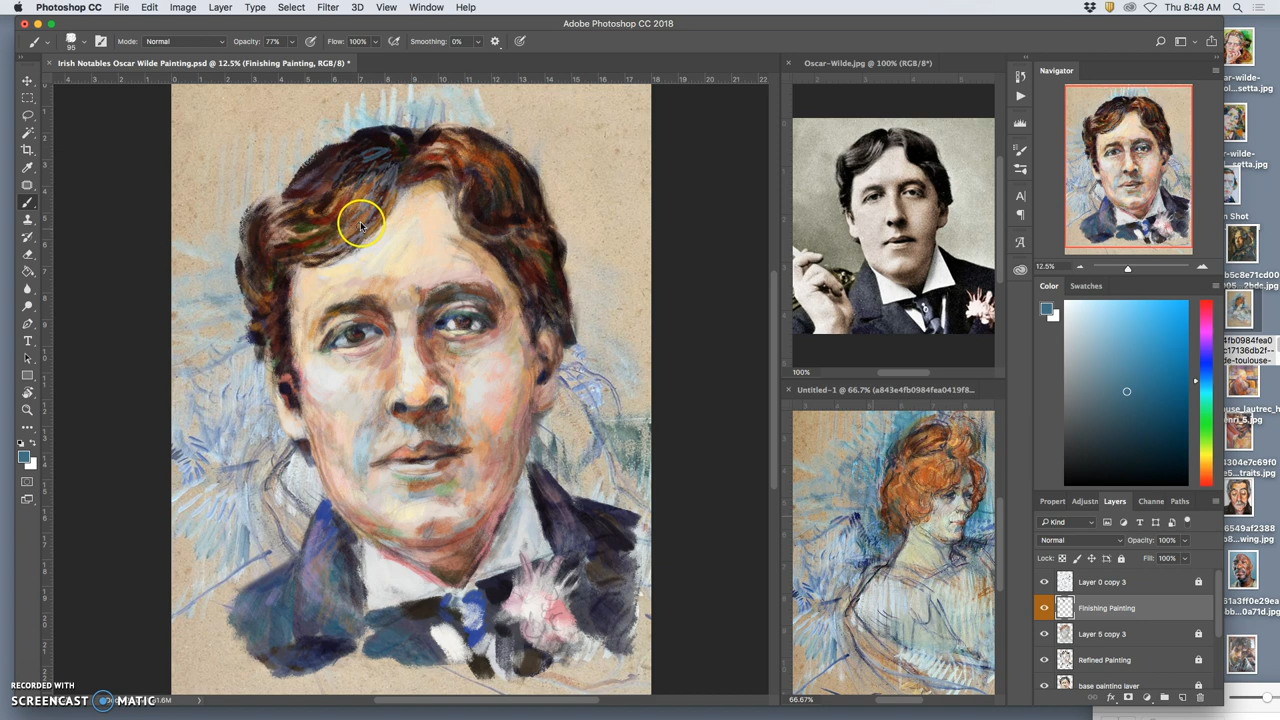 Photoshop CC File Edit Image Layer Type Select Filter 3D View Window Help Thu 8:48 AM
Adobe Photoshop CC 2018
95 Mode: Normal Opacity: 77% Flow: 100% Smoothing: 0%
Irish Notables Oscar Wilde Painting.psd @ 12.5% (Finishing Painting, RGB/8) *
Oscar-Wilde.jpg @ 100% (RGB/8*)
Navigator
100%
12.5%
Color Swatches
Untitled-1 @ 66.7% (a843e4fb0984fea0419f8...
66.67%
Propert Adjustm Layers Channe Paths
Kind
Normal Opacity: 100%
Lock: Fill: 100%
Layer 0 copy 3
Finishing Painting
Layer 5 copy 3
Refined Painting
base painting layer
RECORDED WITH
SCREENCAST MATIC